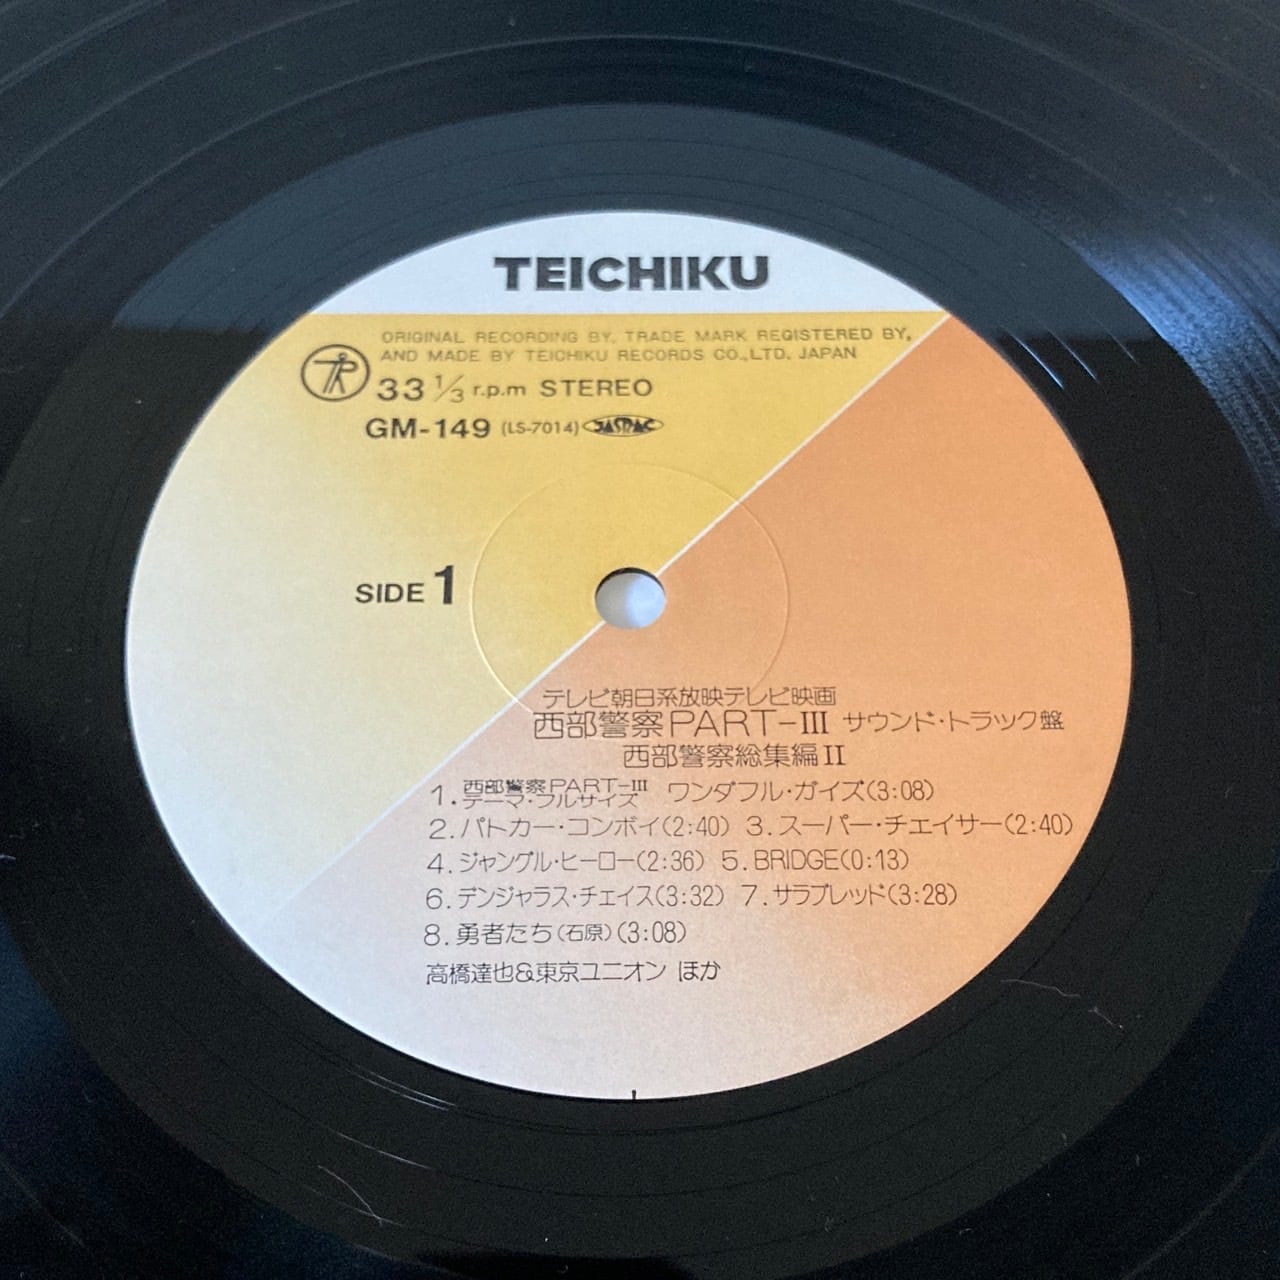 TEICHIKU
ORIGINAL RECORDING BY, TRADE MARK REGISTERED BY,
AND MADE BY TEICHIKU RECORDS CO.,LTD. JAPAN
33 1/3 r.p.m STEREO
GM-149 (LS-7014) JASRAC
SIDE 1
テレビ朝日系放映テレビ映画
西部警察PART-III サウンド・トラック盤
西部警察総集編II
1. 西部警察PART-III テーマ・フルサイズ ワンダフル・ガイズ(3:08)
2. パトカー・コンボイ(2:40) 3. スーパー・チェイサー(2:40)
4. ジャングル・ヒーロー(2:36) 5. BRIDGE(0:13)
6. デンジャラス・チェイス(3:32) 7. サラブレッド(3:28)
8. 勇者たち(石原)(3:08)
高橋達也&東京ユニオン ほか